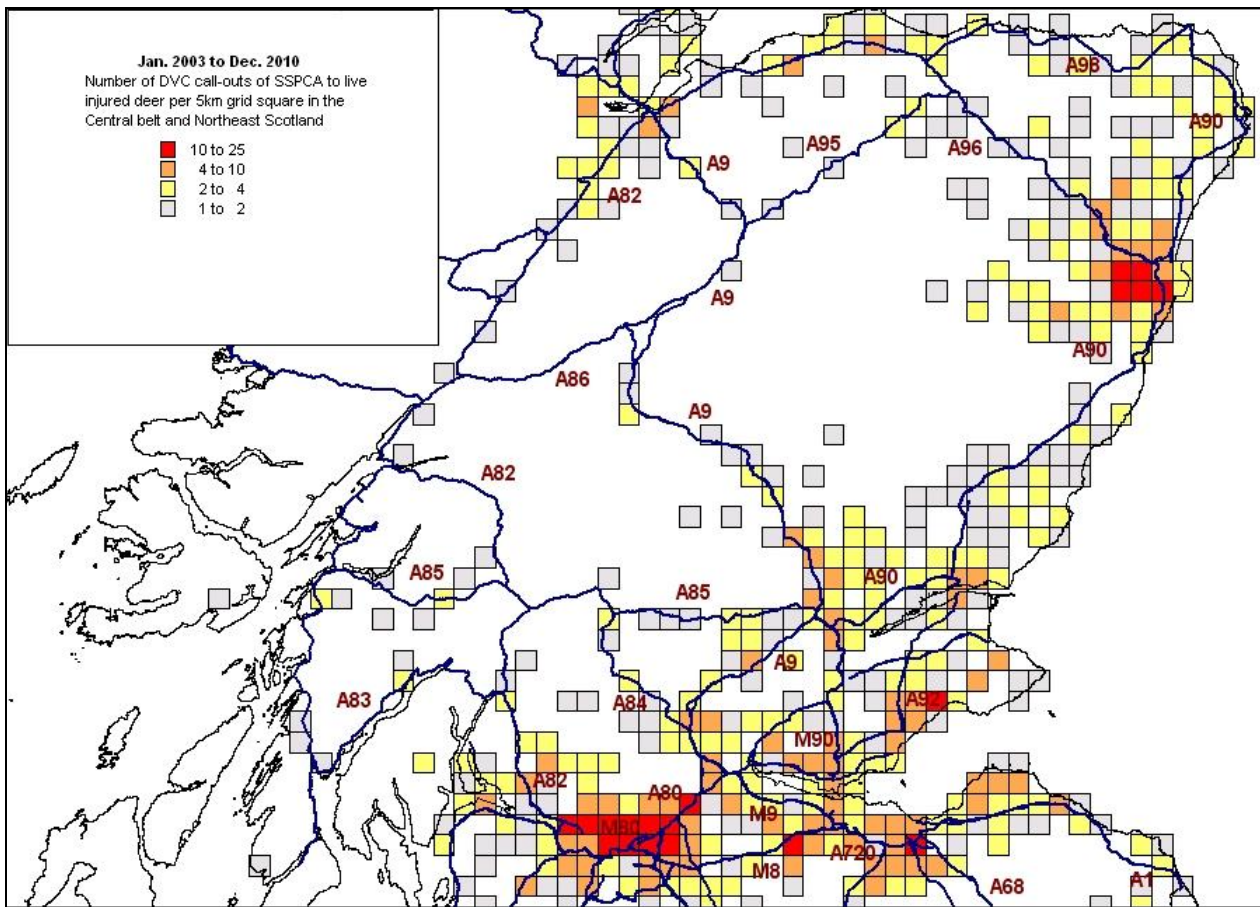 Jan. 2003 to Dec. 2010
Number of DVC call-outs of SSPCA to live
injured deer per 5km grid square in the
Central belt and Northeast Scotland
10 to 25
4 to 10
2 to 4
1 to 2
A98
A90
A95
A96
A9
A82
A9
A90
A86
A9
A82
A85
A90
A85
A9
A83
A84
A92
M90
A82
A80
M9
M80
A720
M8
A68
A1